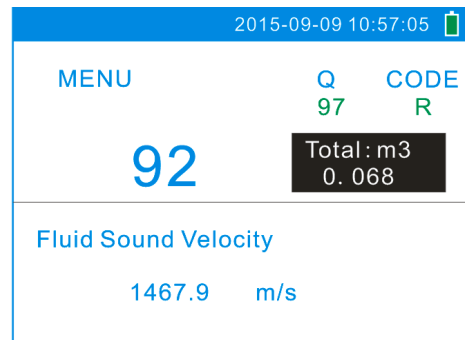 2015-09-09 10:57:05
MENU Q CODE
97 R
92 Total: m3
0.068
Fluid Sound Velocity
1467.9 m/s